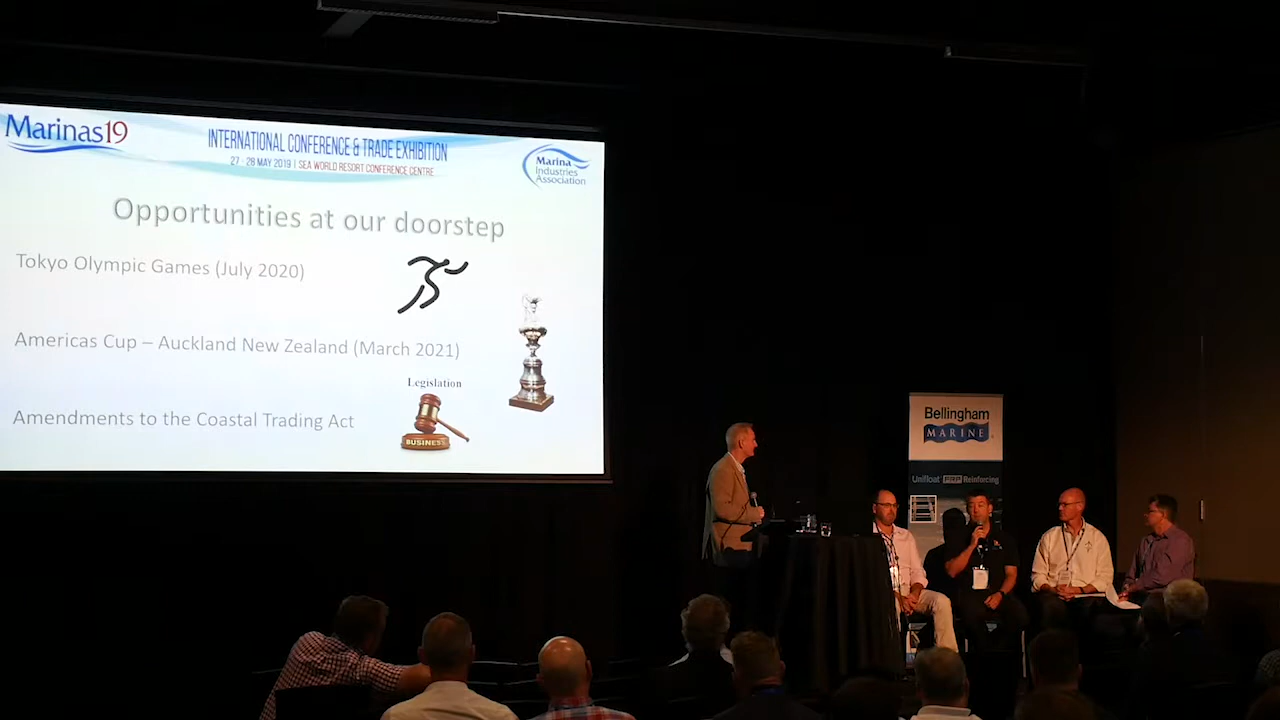 Marinas19
INTERNATIONAL CONFERENCE & TRADE EXHIBITION
27 - 28 MAY 2019 | SEA WORLD RESORT CONFERENCE CENTRE
Marina
Industries
Association
Opportunities at our doorstep
Tokyo Olympic Games (July 2020)
Americas Cup – Auckland New Zealand (March 2021)
Legislation
Amendments to the Coastal Trading Act
BUSINESS
Bellingham
MARINE
Unifloat FRP Reinforcing